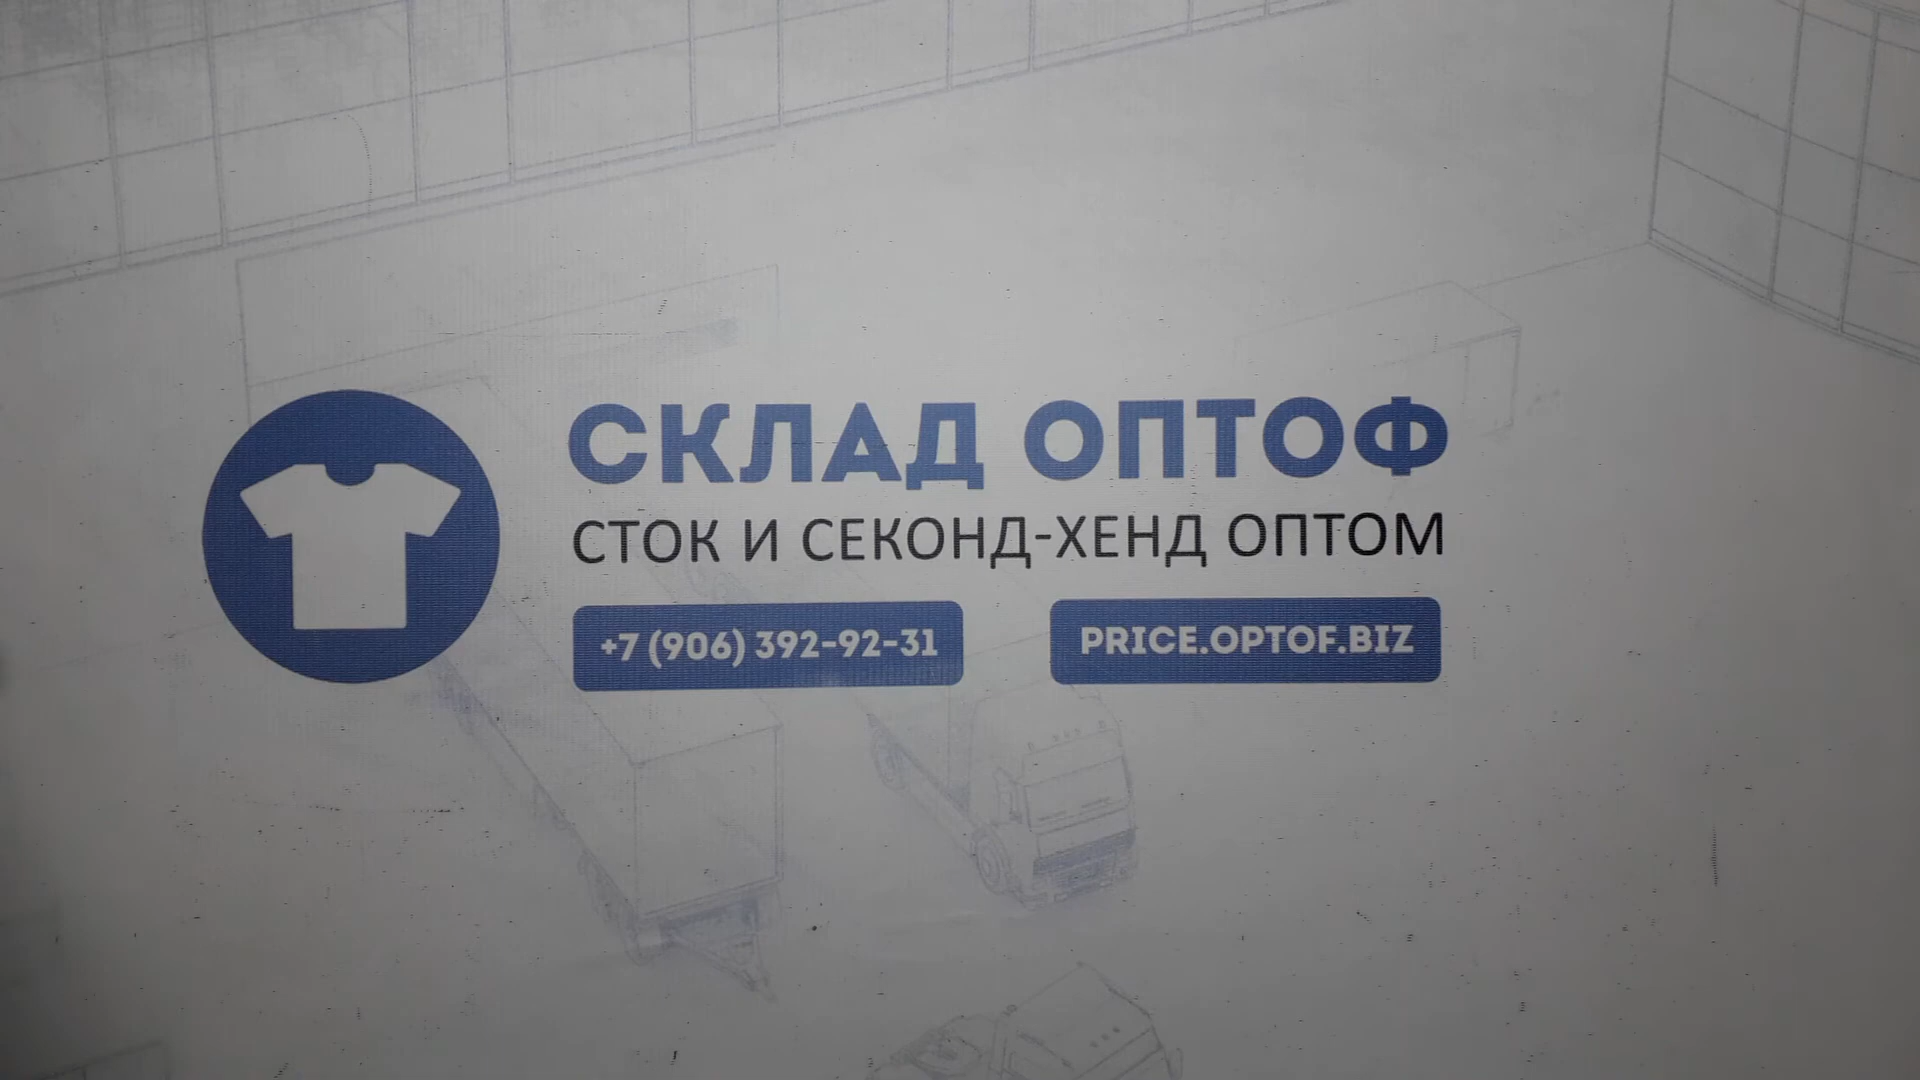 СКЛАД ОПТОФ
СТОК И СЕКОНД-ХЕНД ОПТОМ
+7 (906) 392-92-31
PRICE.OPTOF.BIZ